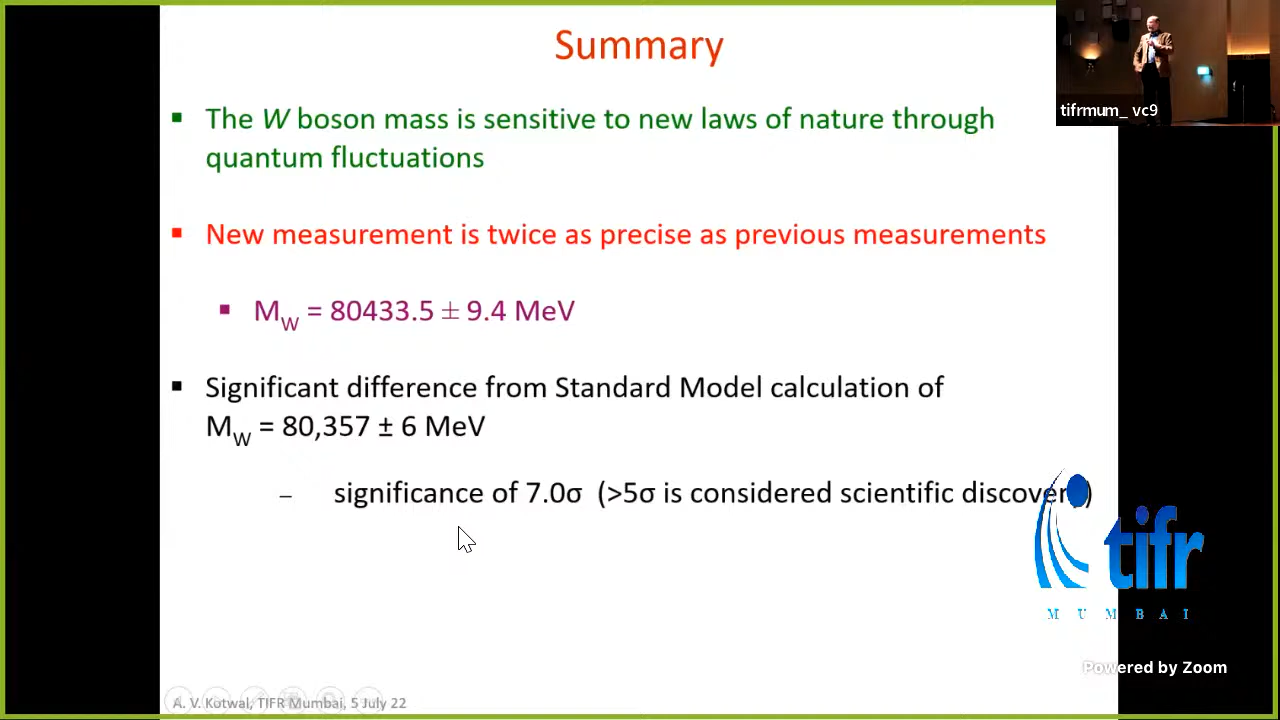 Summary
The W boson mass is sensitive to new laws of nature through
quantum fluctuations
New measurement is twice as precise as previous measurements
MW = 80433.5 ± 9.4 MeV
Significant difference from Standard Model calculation of
MW = 80,357 ± 6 MeV
– significance of 7.0σ (>5σ is considered scientific discovery)
A. V. Kotwal, TIFR Mumbai, 5 July 22
tifrmum_ vc9
tifr
MUMBAI
Powered by Zoom